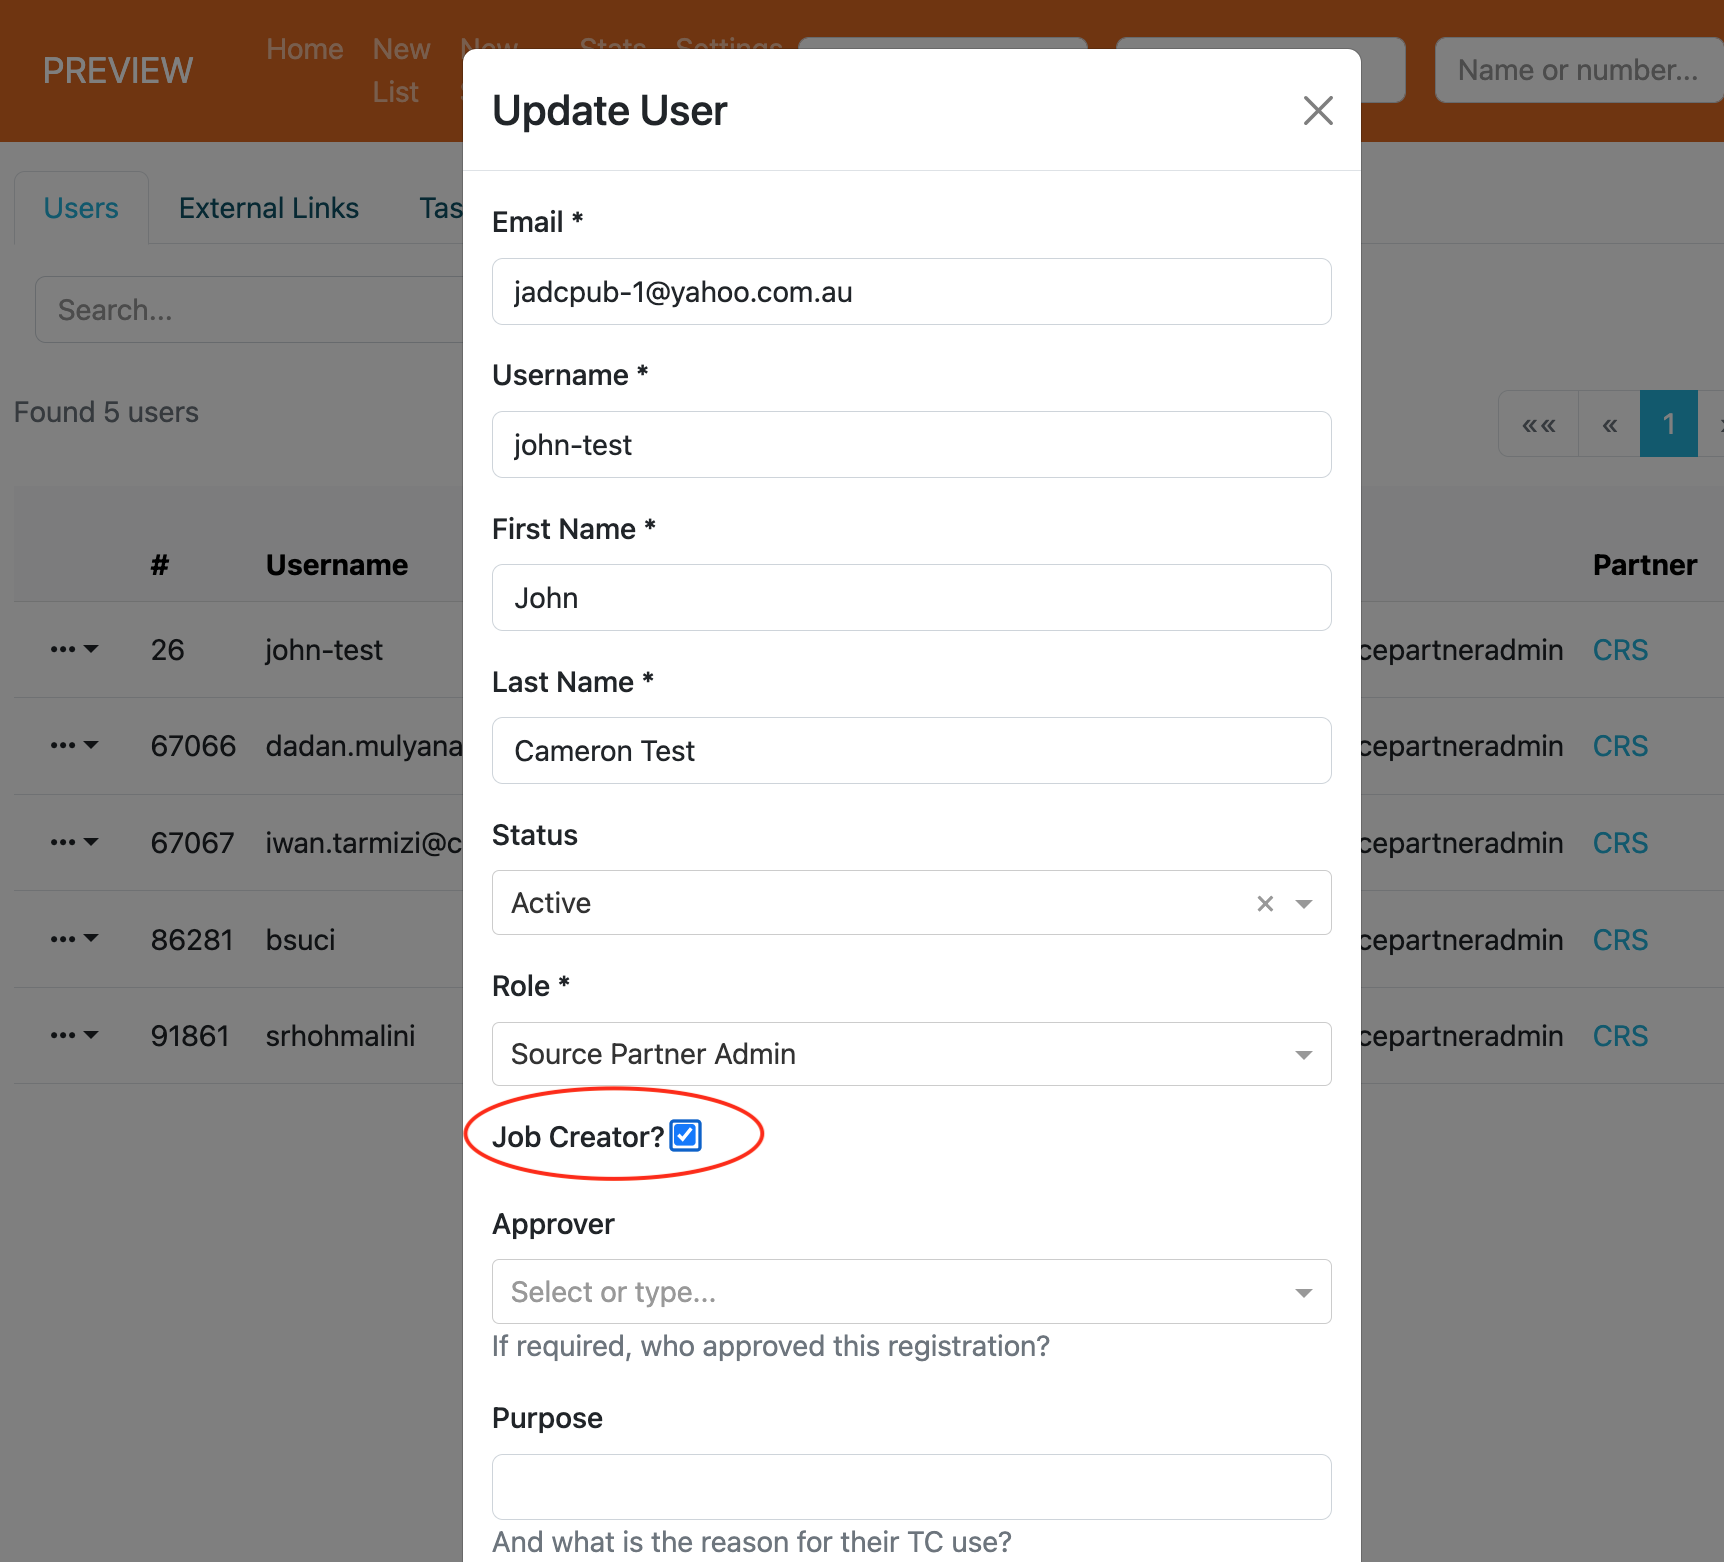 PREVIEW
Home
New
List
New
Stats
Settings
Name or number...
Update User
Users
External Links
Search...
Found 5 users
«« « 1
# Username Partner
26 john-test cepartneradmin CRS
67066 dadan.mulyana cepartneradmin CRS
67067 iwan.tarmizi@c cepartneradmin CRS
86281 bsuci cepartneradmin CRS
91861 srhohmalini cepartneradmin CRS
Email *
jadcpub-1@yahoo.com.au
Username *
john-test
First Name *
John
Last Name *
Cameron Test
Status
Active
Role *
Source Partner Admin
Job Creator?
Approver
Select or type...
If required, who approved this registration?
Purpose
And what is the reason for their TC use?